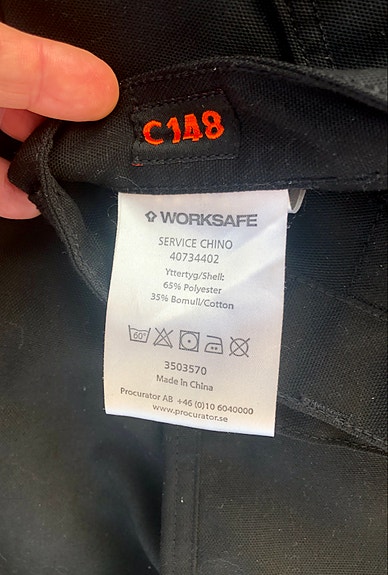 C148
WORKSAFE
SERVICE CHINO
40734402
Yttertyg/Shell:
65% Polyester
35% Bomull/Cotton
60°
3503570
Made in China
Procurator AB +46 (0)10 6040000
www.procurator.se